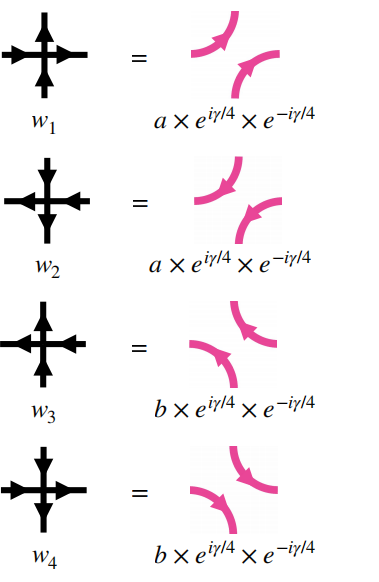 =
w₁ a × e^{iγ/4} × e^{−iγ/4}
=
w₂ a × e^{iγ/4} × e^{−iγ/4}
=
w₃ b × e^{iγ/4} × e^{−iγ/4}
=
w₄ b × e^{iγ/4} × e^{−iγ/4}